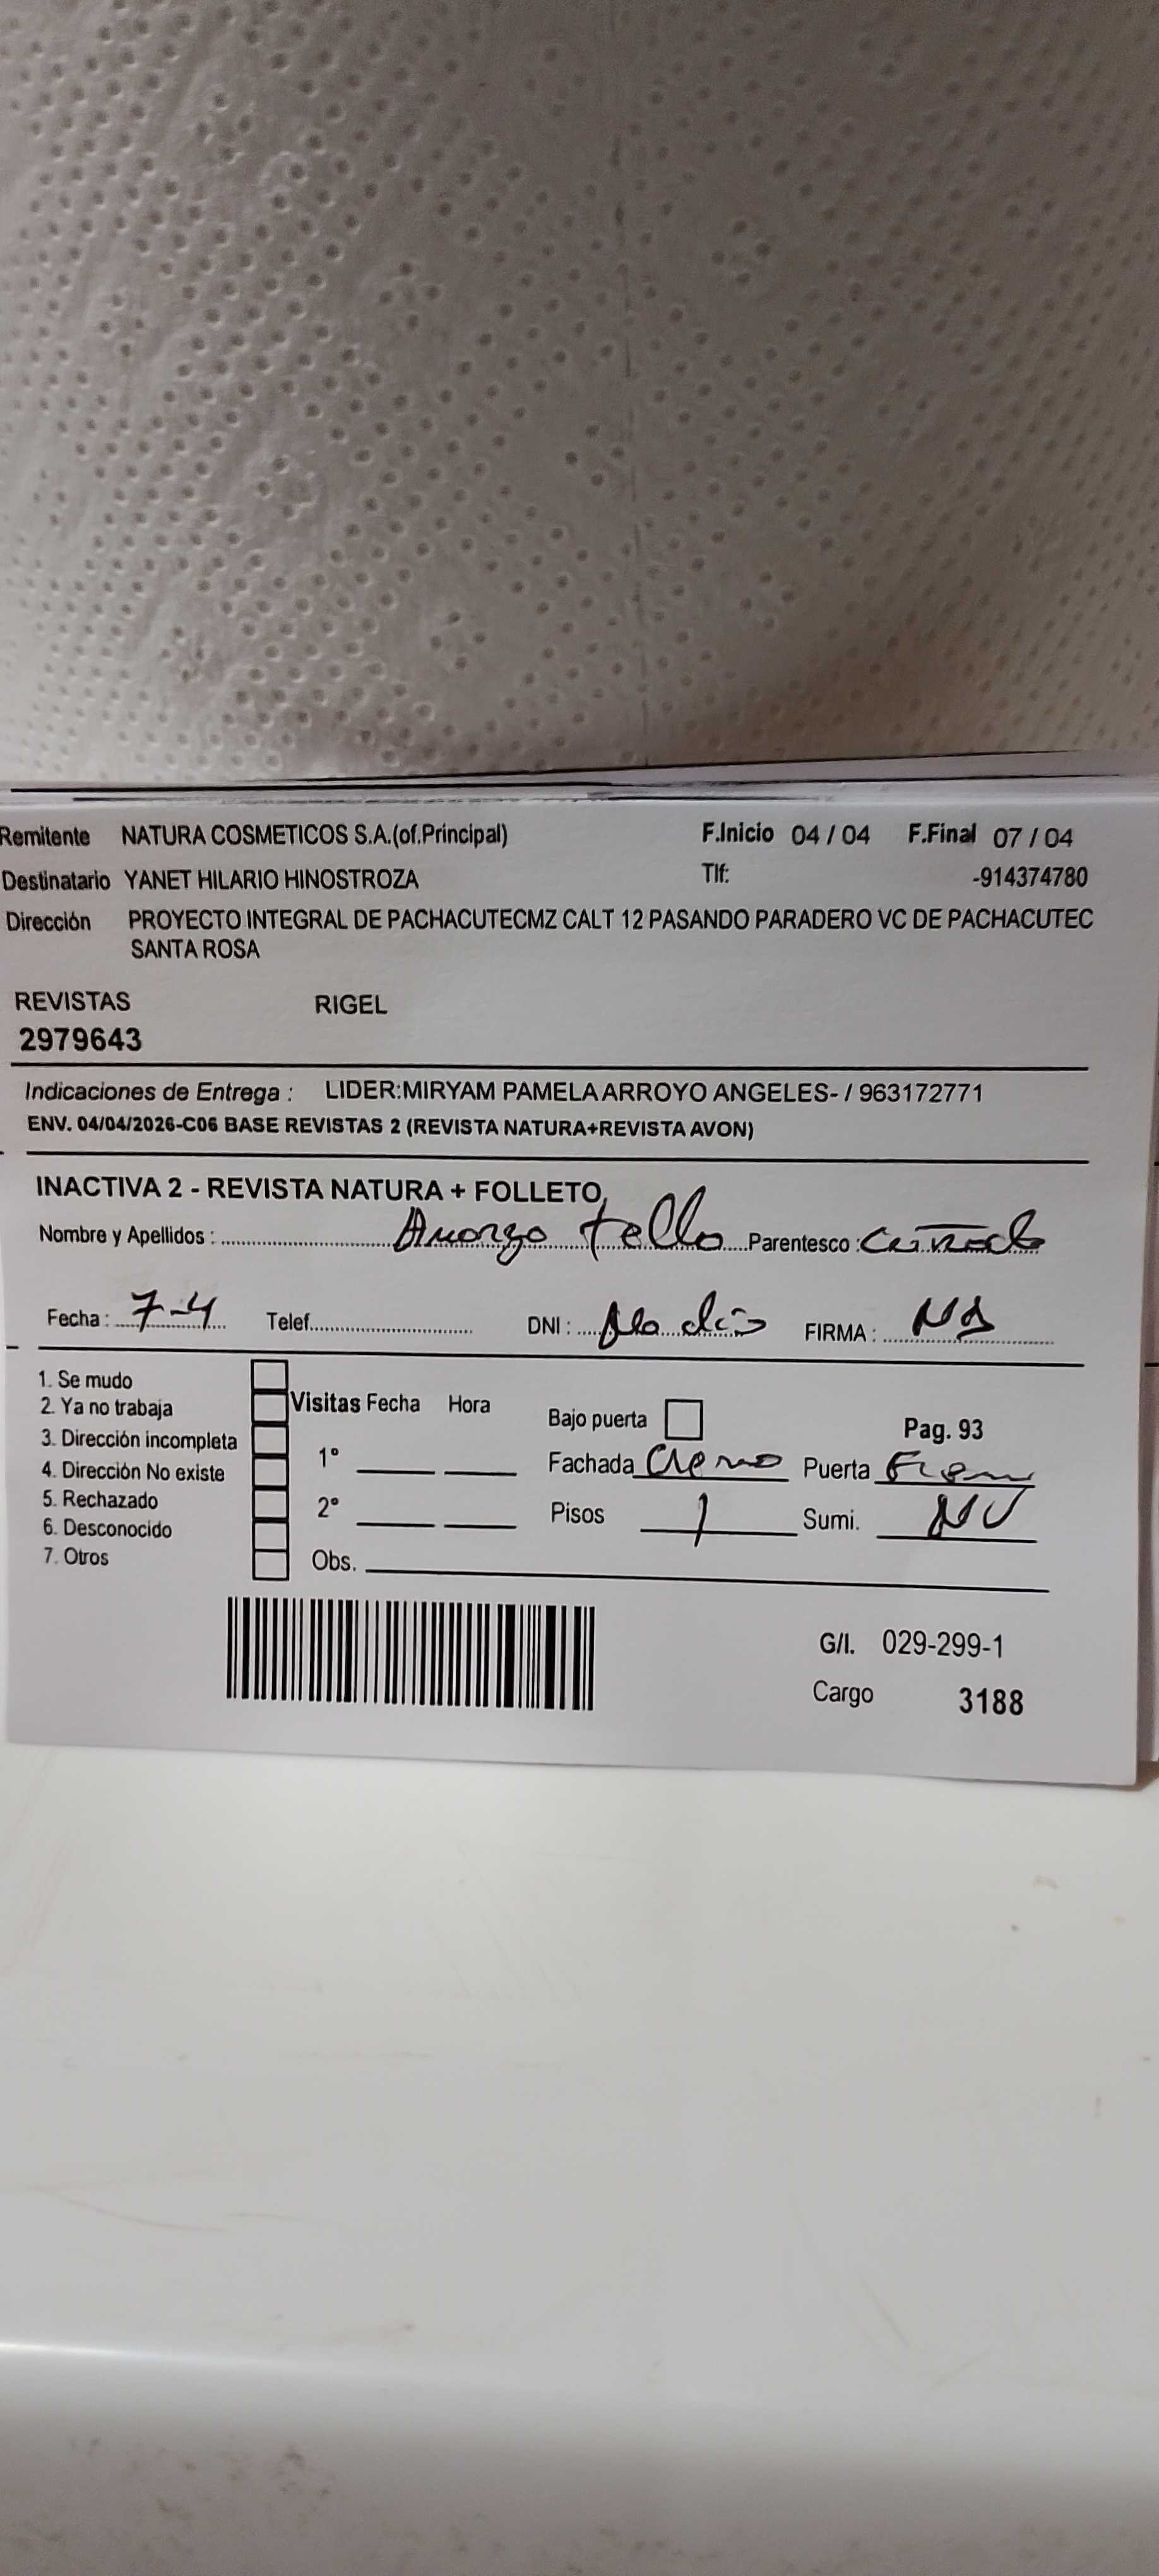 Remitente NATURA COSMETICOS S.A.(of.Principal) F.Inicio 04 / 04 F.Final 07 / 04
Destinatario YANET HILARIO HINOSTROZA Tlf: -914374780
Dirección PROYECTO INTEGRAL DE PACHACUTECMZ CALT 12 PASANDO PARADERO VC DE PACHACUTEC
SANTA ROSA
REVISTAS RIGEL
2979643
Indicaciones de Entrega : LIDER:MIRYAM PAMELA ARROYO ANGELES- / 963172771
ENV. 04/04/2026-C06 BASE REVISTAS 2 (REVISTA NATURA+REVISTA AVON)
INACTIVA 2 - REVISTA NATURA + FOLLETO
Nombre y Apellidos : tello Parentesco :
Fecha : 7-4 Telef. DNI : No dio FIRMA :
1. Se mudo
2. Ya no trabaja
3. Dirección incompleta
4. Dirección No existe
5. Rechazado
6. Desconocido
7. Otros
Visitas Fecha Hora
1°
2°
Obs.
Bajo puerta Pag. 93
Fachada Cremo Puerta
Pisos 1 Sumi.
G/I. 029-299-1
Cargo 3188